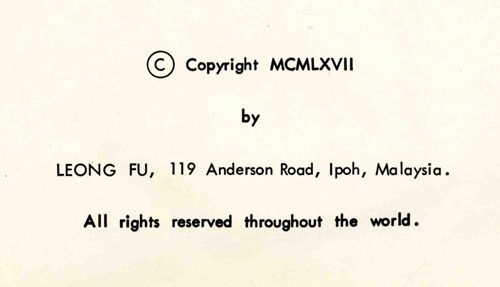 © Copyright MCMLXVII
by
LEONG FU, 119 Anderson Road, Ipoh, Malaysia.
All rights reserved throughout the world.